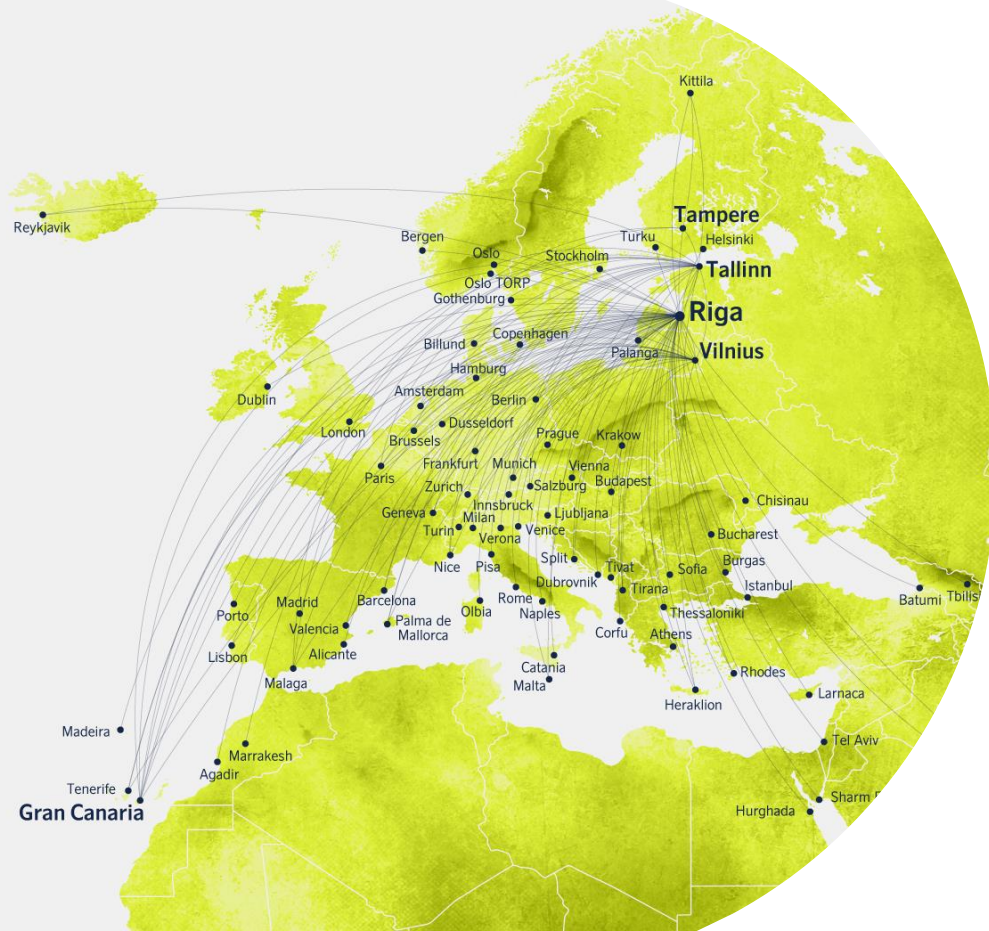 Kittila
Reykjavik
Tampere
Bergen
Turku
Helsinki
Oslo
Stockholm
Tallinn
Oslo TORP
Gothenburg
Riga
Copenhagen
Billund
Palanga
Vilnius
Hamburg
Dublin
Amsterdam
Berlin
London
Dusseldorf
Brussels
Prague
Krakow
Paris
Frankfurt
Munich
Vienna
Zurich
Salzburg
Budapest
Innsbruck
Chisinau
Geneva
Milan
Ljubljana
Turin
Verona
Venice
Bucharest
Nice
Pisa
Split
Dubrovnik
Tivat
Sofia
Burgas
Tirana
Istanbul
Batumi
Tbilis
Porto
Madrid
Barcelona
Olbia
Rome
Naples
Thessaloniki
Valencia
Palma de
Mallorca
Corfu
Athens
Lisbon
Alicante
Malaga
Catania
Malta
Rhodes
Heraklion
Larnaca
Madeira
Marrakesh
Tel Aviv
Agadir
Tenerife
Gran Canaria
Hurghada
Sharm